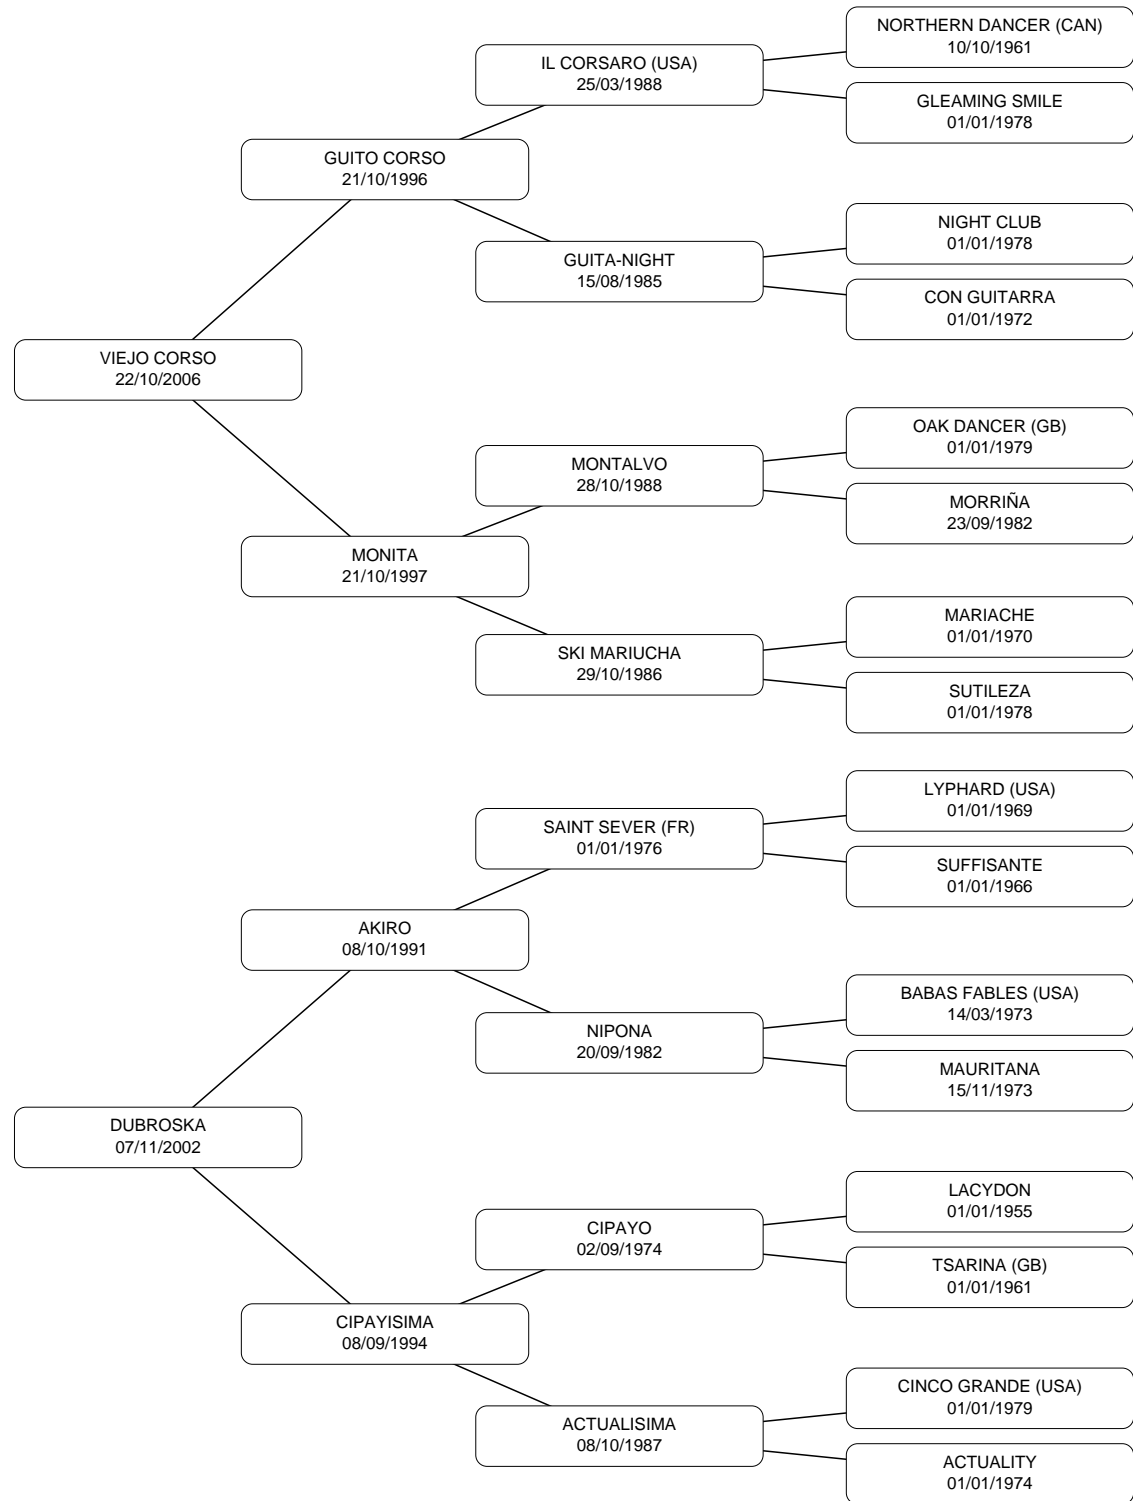 NORTHERN DANCER (CAN)
10/10/1961
IL CORSARO (USA)
25/03/1988
GLEAMING SMILE
01/01/1978
GUITO CORSO
21/10/1996
NIGHT CLUB
01/01/1978
GUITA-NIGHT
15/08/1985
CON GUITARRA
01/01/1972
VIEJO CORSO
22/10/2006
OAK DANCER (GB)
01/01/1979
MONTALVO
28/10/1988
MORRIÑA
23/09/1982
MONITA
21/10/1997
MARIACHE
01/01/1970
SKI MARIUCHA
29/10/1986
SUTILEZA
01/01/1978
LYPHARD (USA)
01/01/1969
SAINT SEVER (FR)
01/01/1976
SUFFISANTE
01/01/1966
AKIRO
08/10/1991
BABAS FABLES (USA)
14/03/1973
NIPONA
20/09/1982
MAURITANA
15/11/1973
DUBROSKA
07/11/2002
LACYDON
01/01/1955
CIPAYO
02/09/1974
TSARINA (GB)
01/01/1961
CIPAYISIMA
08/09/1994
CINCO GRANDE (USA)
01/01/1979
ACTUALISIMA
08/10/1987
ACTUALITY
01/01/1974